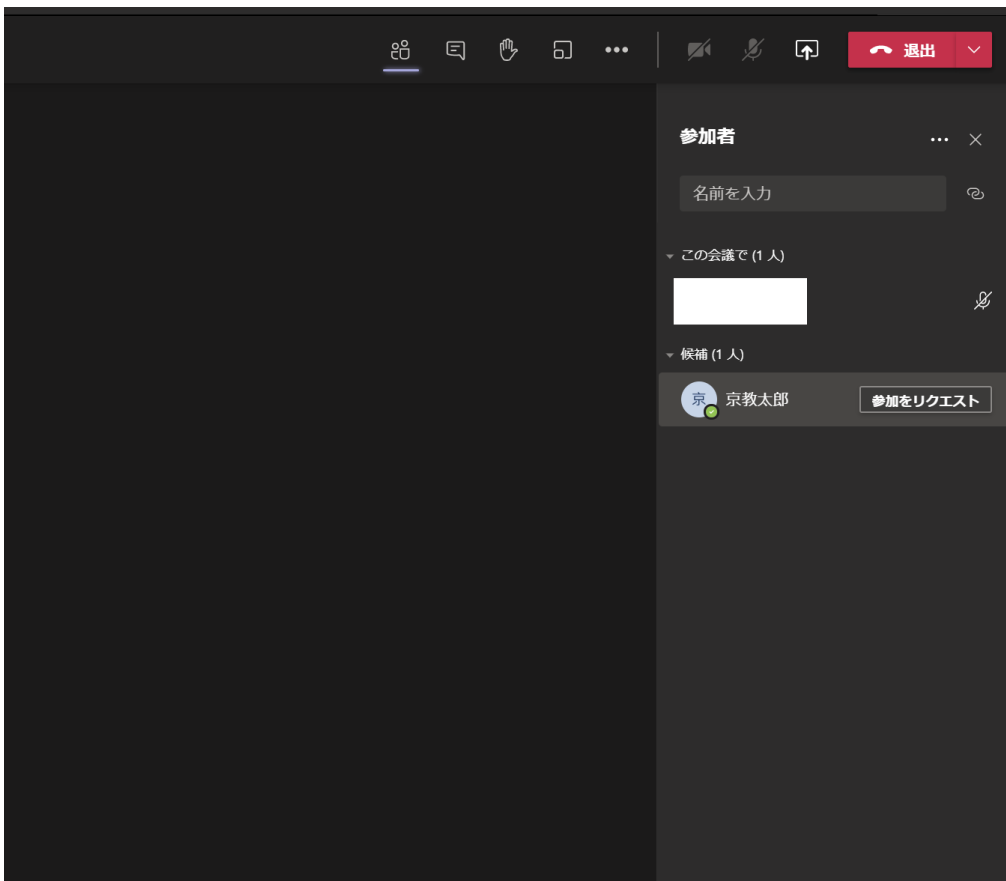 退出
参加者
名前を入力
この会議で (1 人)
候補 (1 人)
京 京教太郎 参加をリクエスト